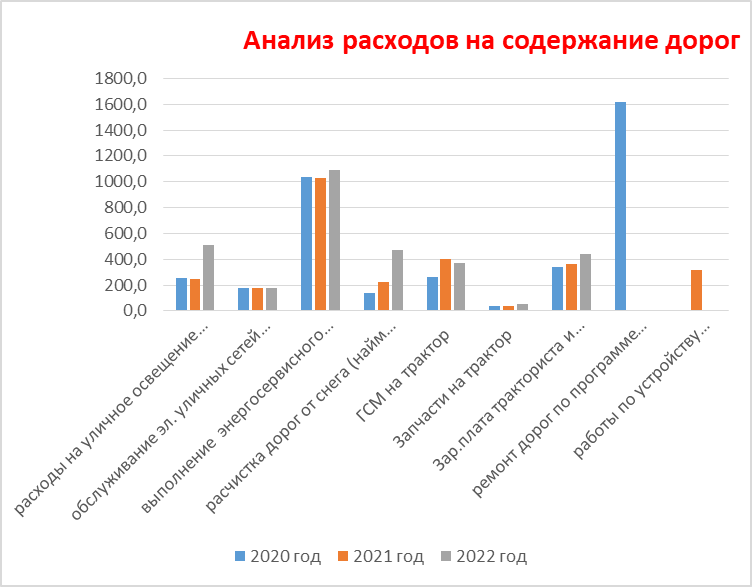 Анализ расходов на содержание дорог
1800,0
1600,0
1400,0
1200,0
1000,0
800,0
600,0
400,0
200,0
0,0
расходы на уличное освещение...
обслуживание эл. уличных сетей...
выполнение  энергосервисного...
расчистка дорог от снега (найм...
ГСМ на трактор
Запчасти на трактор
Зар.плата тракториста и...
ремонт дорог по программе...
работы по устройству...
2020 год
2021 год
2022 год